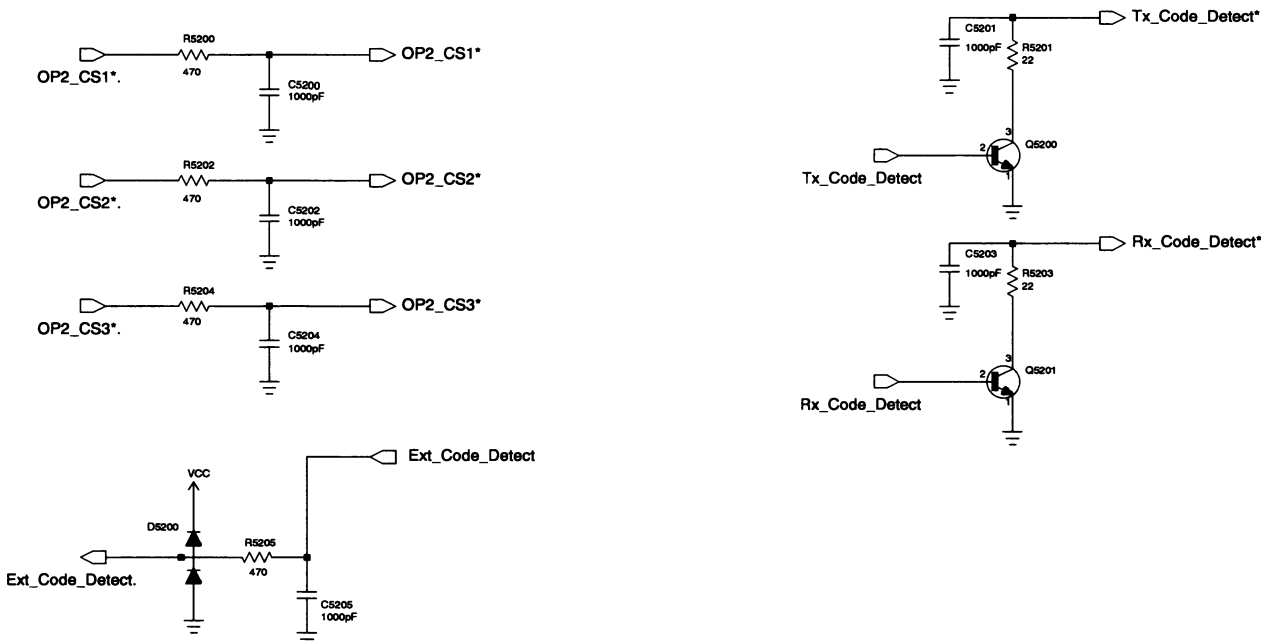 R5200
470
OP2_CS1*.
OP2_CS1*
C5200
1000pF
R5202
470
OP2_CS2*.
OP2_CS2*
C5202
1000pF
R5204
470
OP2_CS3*.
OP2_CS3*
C5204
1000pF
Ext_Code_Detect
VCC
D5200
R5205
470
Ext_Code_Detect.
C5205
1000pF
Tx_Code_Detect*
C5201
1000pF
R5201
22
3
2
1
Q5200
Tx_Code_Detect
Rx_Code_Detect*
C5203
1000pF
R5203
22
3
2
1
Q5201
Rx_Code_Detect